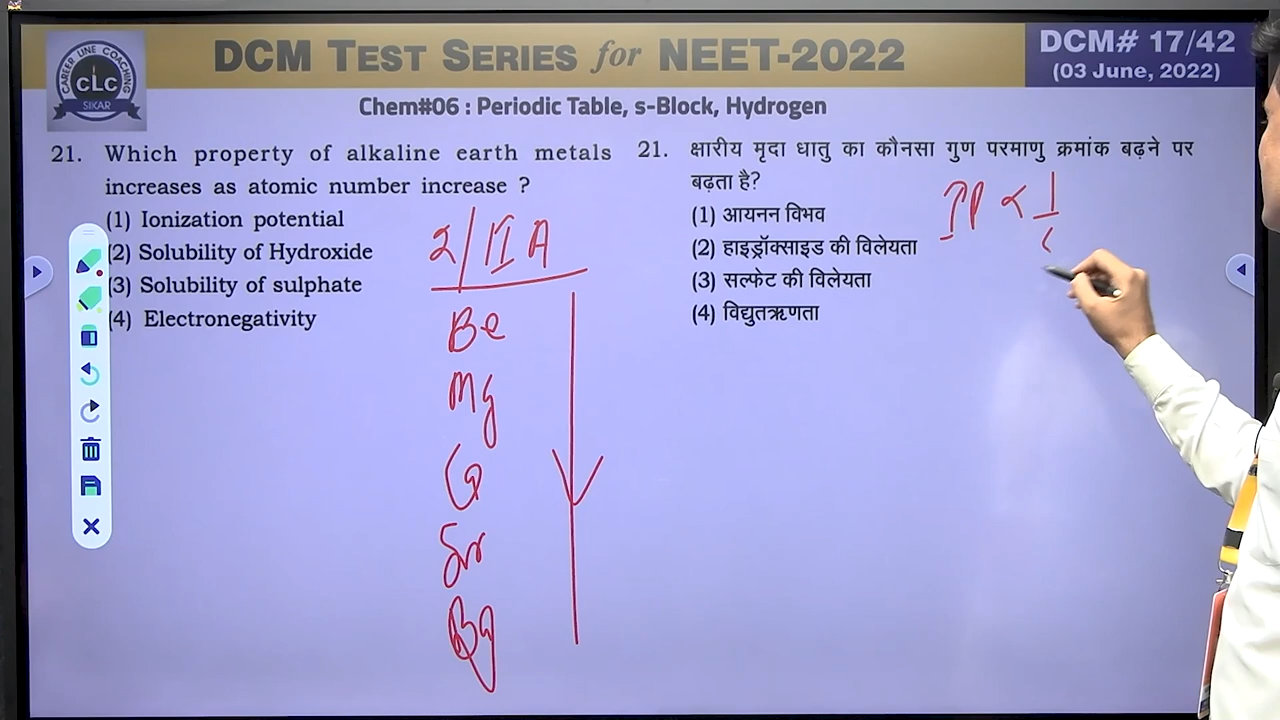 CAREER LINE COACHING
CLC
SIKAR
DCM TEST SERIES for NEET-2022
DCM# 17/42
(03 June, 2022)
Chem#06 : Periodic Table, s-Block, Hydrogen
21. Which property of alkaline earth metals
increases as atomic number increase ?
(1) Ionization potential
(2) Solubility of Hydroxide
(3) Solubility of sulphate
(4) Electronegativity
21. क्षारीय मृदा धातु का कौनसा गुण परमाणु क्रमांक बढ़ने पर
बढ़ता है?
(1) आयनन विभव
(2) हाइड्रॉक्साइड की विलेयता
(3) सल्फेट की विलेयता
(4) विद्युतऋणता
2/II A
Be
Mg
Ca
Sr
Ba
IP ∝ 1